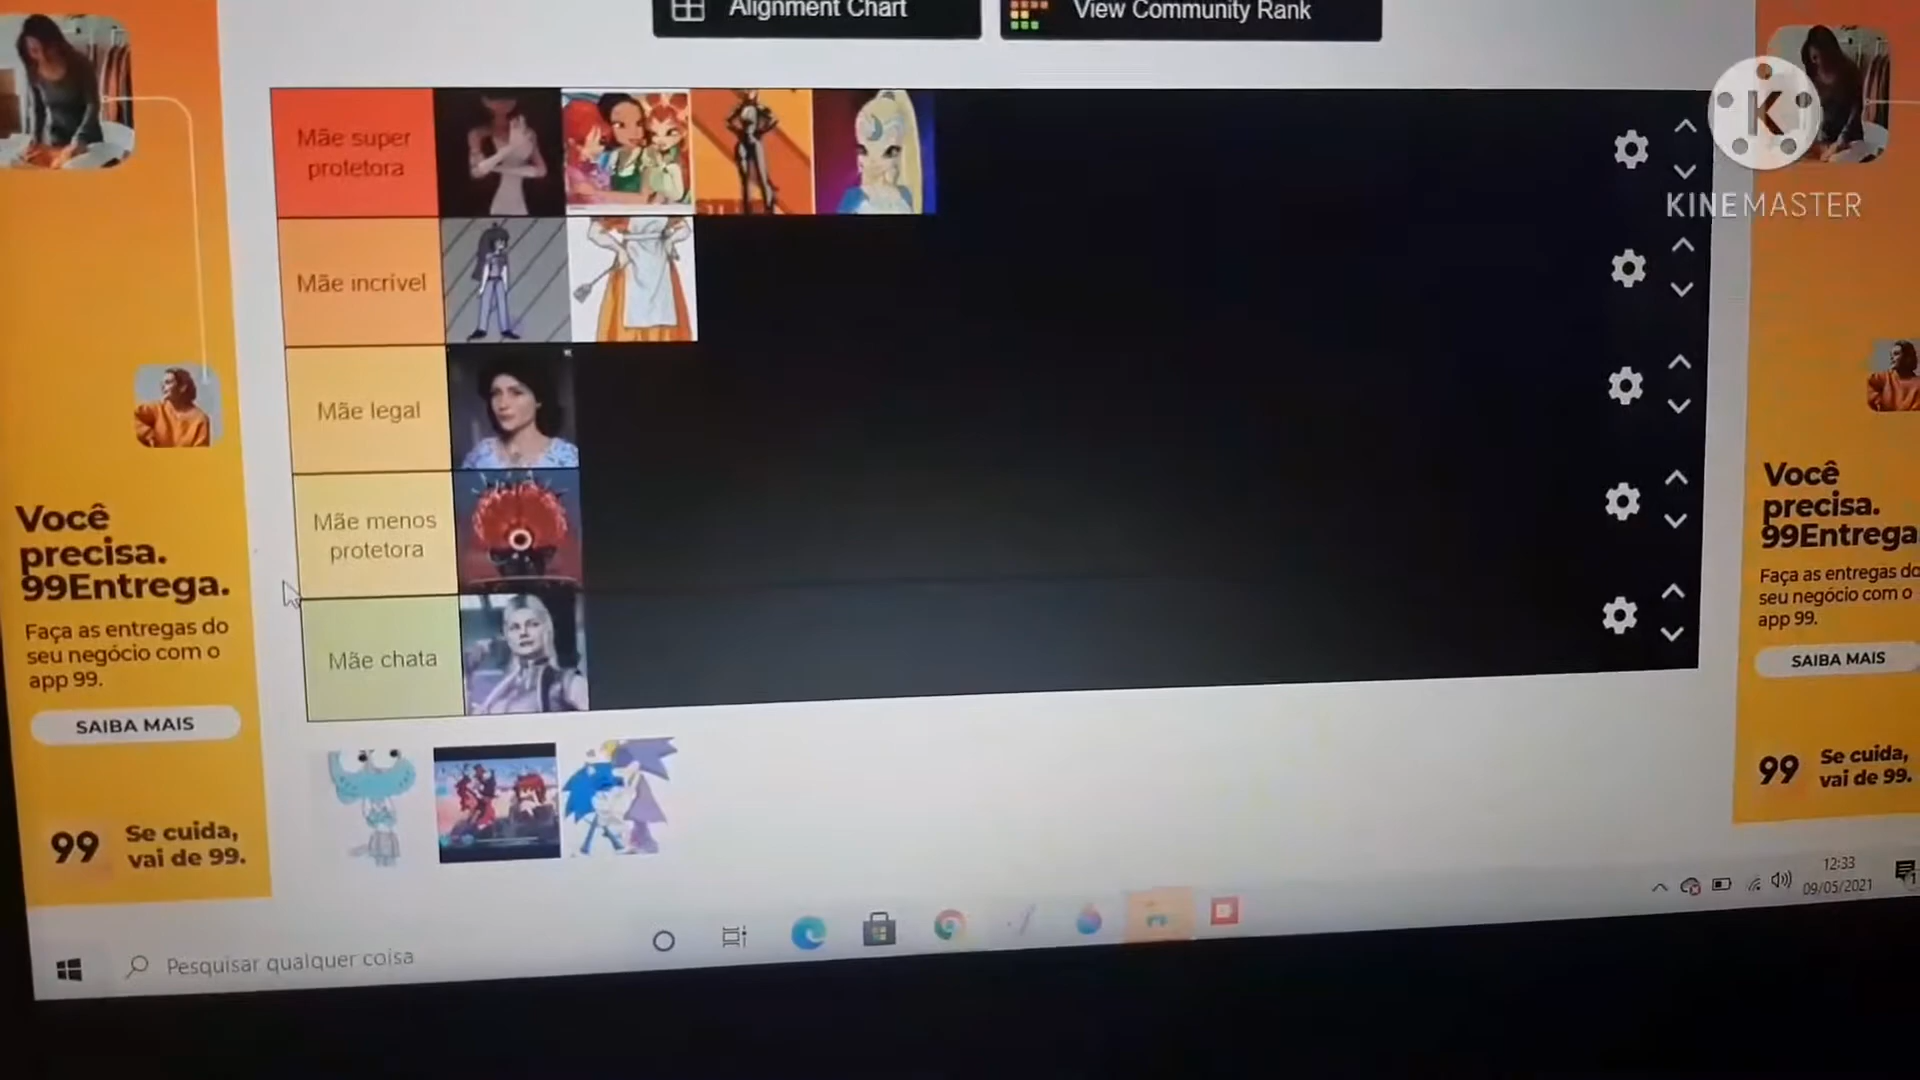 Alignment Chart
View Community Rank
KINEMASTER
Mãe super
protetora
Mãe incrível
Mãe legal
Mãe menos
protetora
Mãe chata
Você
precisa.
99Entrega.
Faça as entregas do
seu negócio com o
app 99.
SAIBA MAIS
99
Se cuida,
vai de 99.
Você
precisa.
99Entrega
Faça as entregas do
seu negócio com o
app 99.
SAIBA MAIS
99
Se cuida,
vai de 99.
Pesquisar qualquer coisa
12:33
09/05/2021